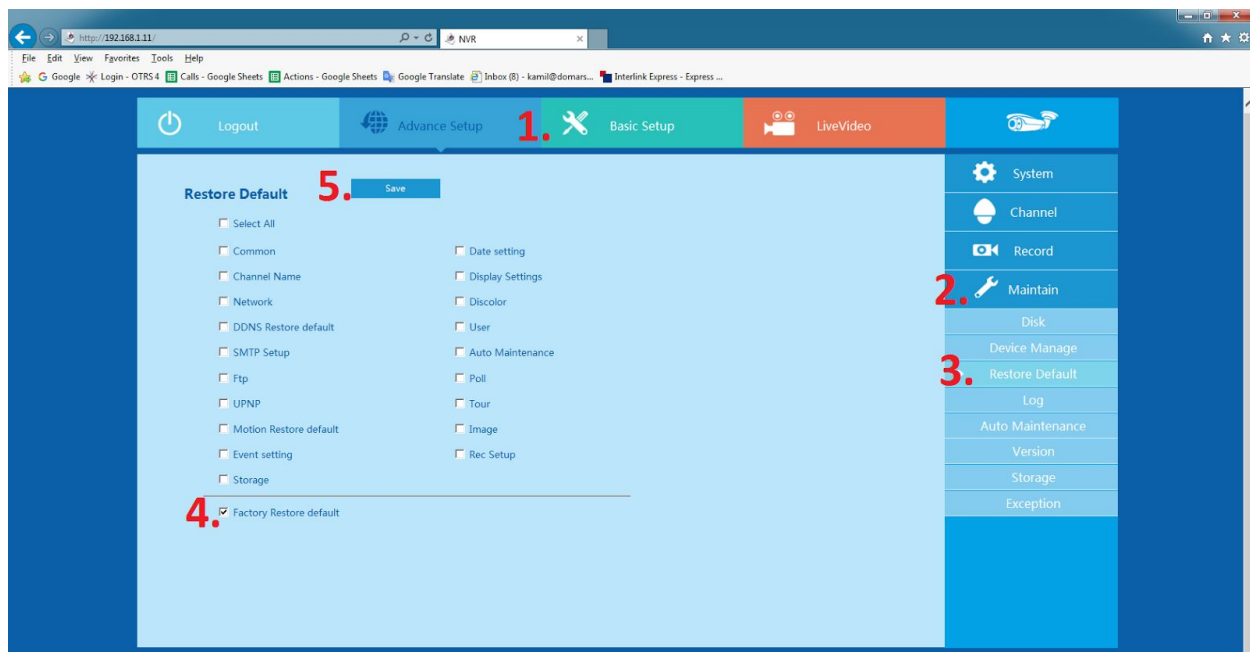 http://192.168.1.11/
NVR
File Edit View Favorites Tools Help
Google Login - OTRS 4 Calls - Google Sheets Actions - Google Sheets Google Translate Inbox (8) - kamil@domars... Interlink Express - Express ...
Logout
Advance Setup
1.
Basic Setup
LiveVideo
Restore Default
5.
Save
Select All
Common
Date setting
Channel Name
Display Settings
Network
Discolor
DDNS Restore default
User
SMTP Setup
Auto Maintenance
Ftp
Poll
UPNP
Tour
Motion Restore default
Image
Event setting
Rec Setup
Storage
4.
Factory Restore default
System
Channel
Record
2.
Maintain
Disk
Device Manage
3.
Restore Default
Log
Auto Maintenance
Version
Storage
Exception